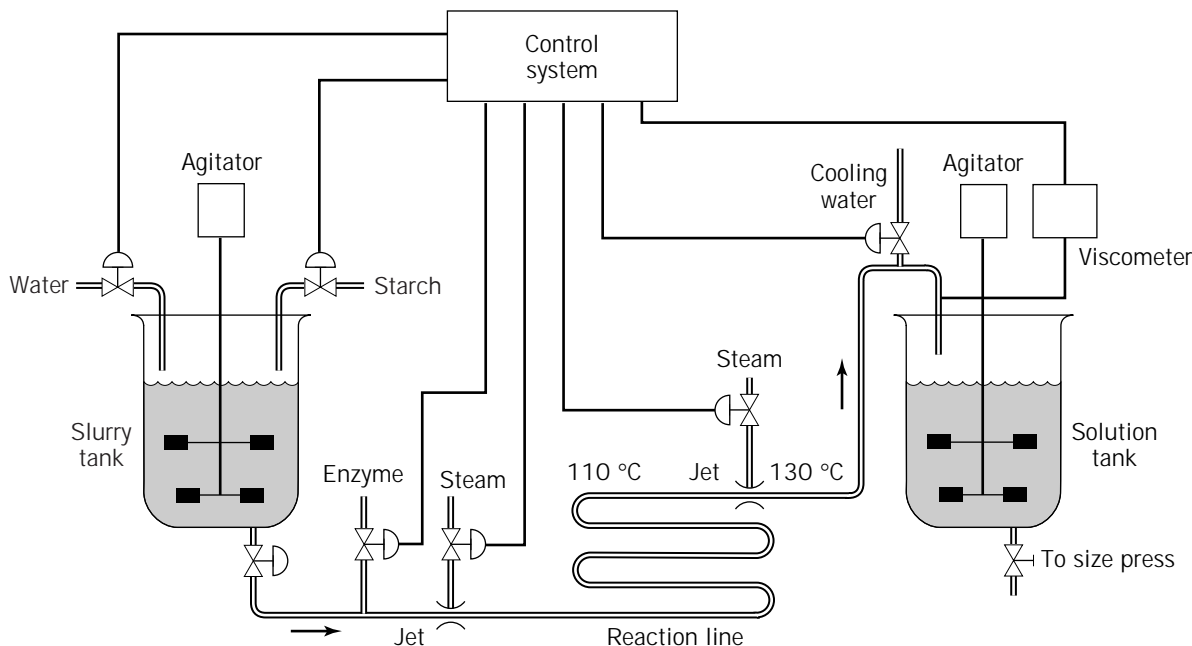 Control
system
Agitator
Cooling
water
Agitator
Viscometer
Water
Starch
Steam
Slurry
tank
Solution
tank
Enzyme
Steam
110 °C
Jet
130 °C
To size press
Jet
Reaction line